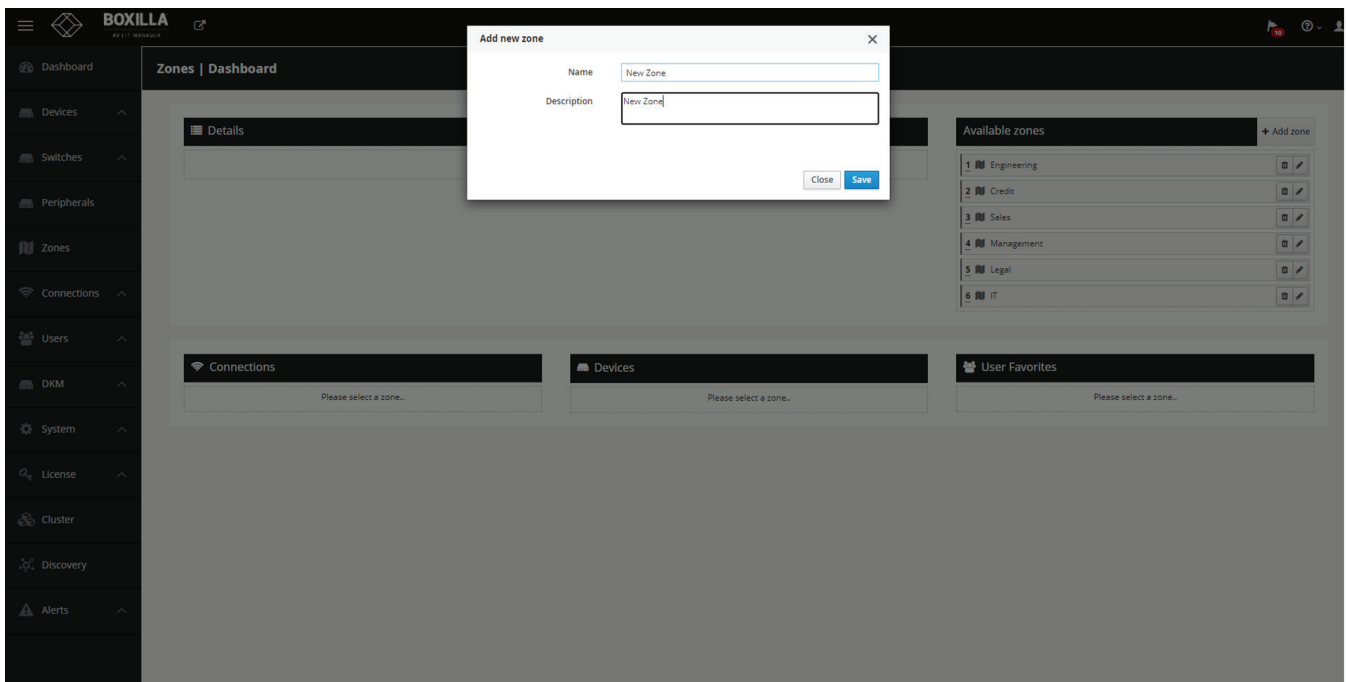 BOXILLA
AV | IT MANAGER
10
Dashboard
Devices
Switches
Peripherals
Zones
Connections
Users
DKM
System
License
Cluster
Discovery
Alerts
Zones | Dashboard
Add new zone
Name
New Zone
Description
New Zone
Close
Save
Details
Available zones
+ Add zone
1 Engineering
2 Credit
3 Sales
4 Management
5 Legal
6 IT
Connections
Please select a zone..
Devices
Please select a zone..
User Favorites
Please select a zone..